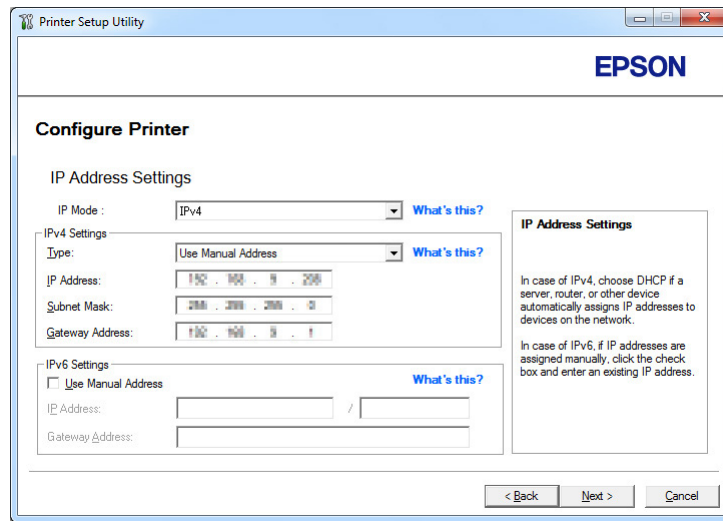 Printer Setup Utility
EPSON
Configure Printer
IP Address Settings
IP Mode :
IPv4
What's this?
IPv4 Settings
Type:
Use Manual Address
What's this?
IP Address:
Subnet Mask:
Gateway Address:
IPv6 Settings
Use Manual Address
What's this?
IP Address:
/
Gateway Address:
IP Address Settings
In case of IPv4, choose DHCP if a
server, router, or other device
automatically assigns IP addresses to
devices on the network.
In case of IPv6, if IP addresses are
assigned manually, click the check
box and enter an existing IP address.
< Back
Next >
Cancel